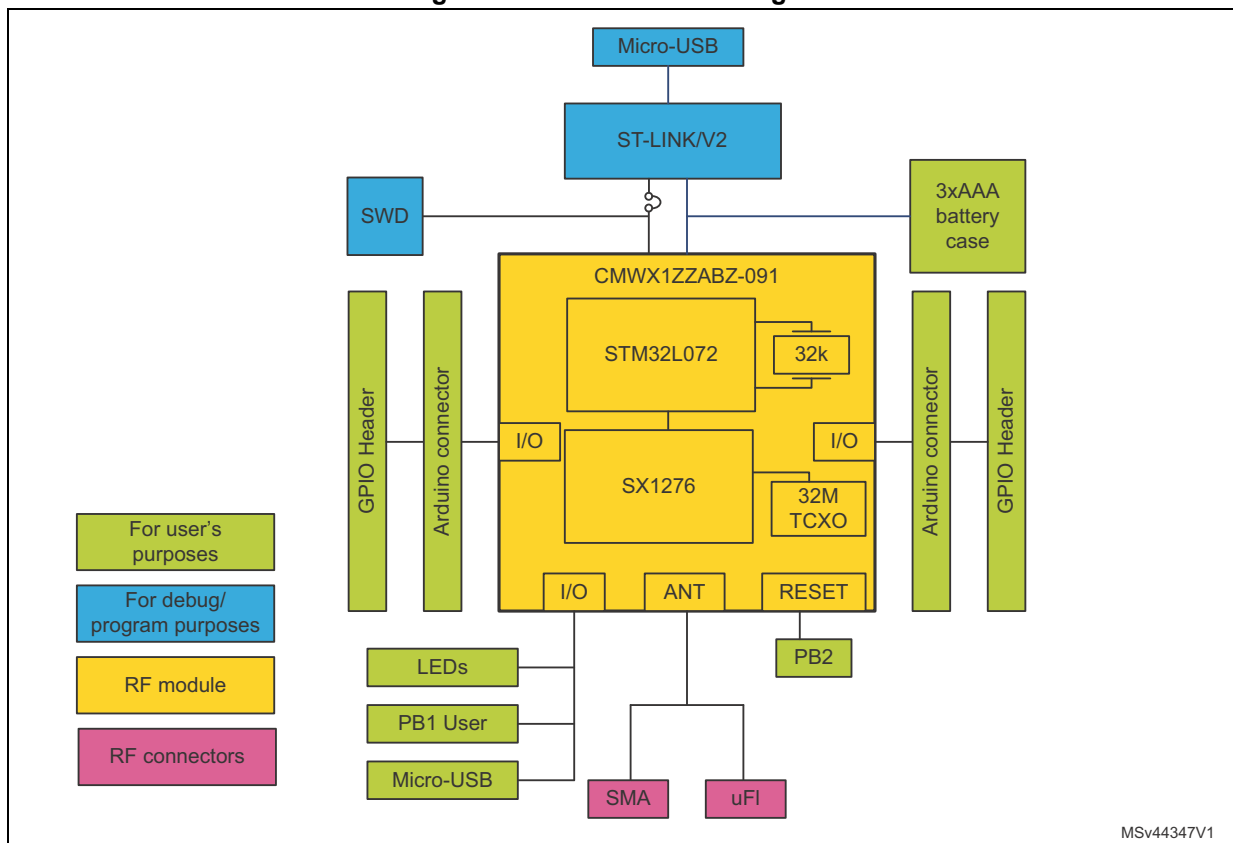 Micro-USB
ST-LINK/V2
SWD
3xAAA
battery
case
CMWX1ZZABZ-091
STM32L072
32k
GPIO Header
Arduino connector
I/O
SX1276
32M
TCXO
I/O
Arduino connector
GPIO Header
For user's
purposes
For debug/
program purposes
RF module
RF connectors
I/O
ANT
RESET
LEDs
PB1 User
Micro-USB
PB2
SMA
uFl
MSv44347V1